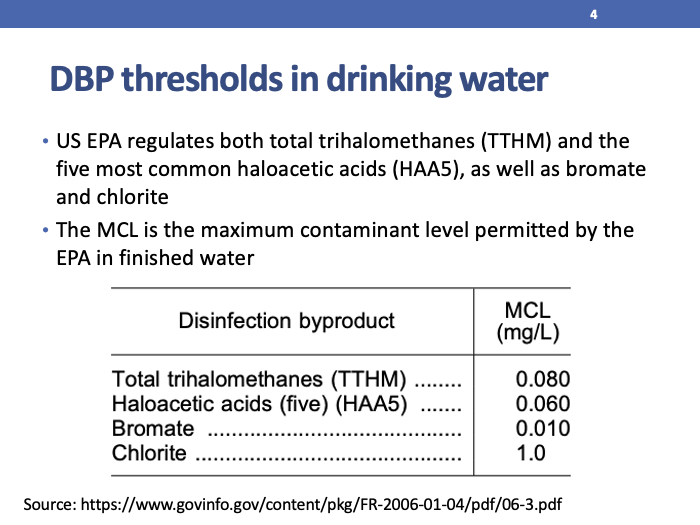 4
DBP thresholds in drinking water
• US EPA regulates both total trihalomethanes (TTHM) and the
five most common haloacetic acids (HAA5), as well as bromate
and chlorite
• The MCL is the maximum contaminant level permitted by the
EPA in finished water
Disinfection byproduct MCL
(mg/L)
Total trihalomethanes (TTHM) ........ 0.080
Haloacetic acids (five) (HAA5) ....... 0.060
Bromate .......................................... 0.010
Chlorite ............................................ 1.0
Source: https://www.govinfo.gov/content/pkg/FR-2006-01-04/pdf/06-3.pdf